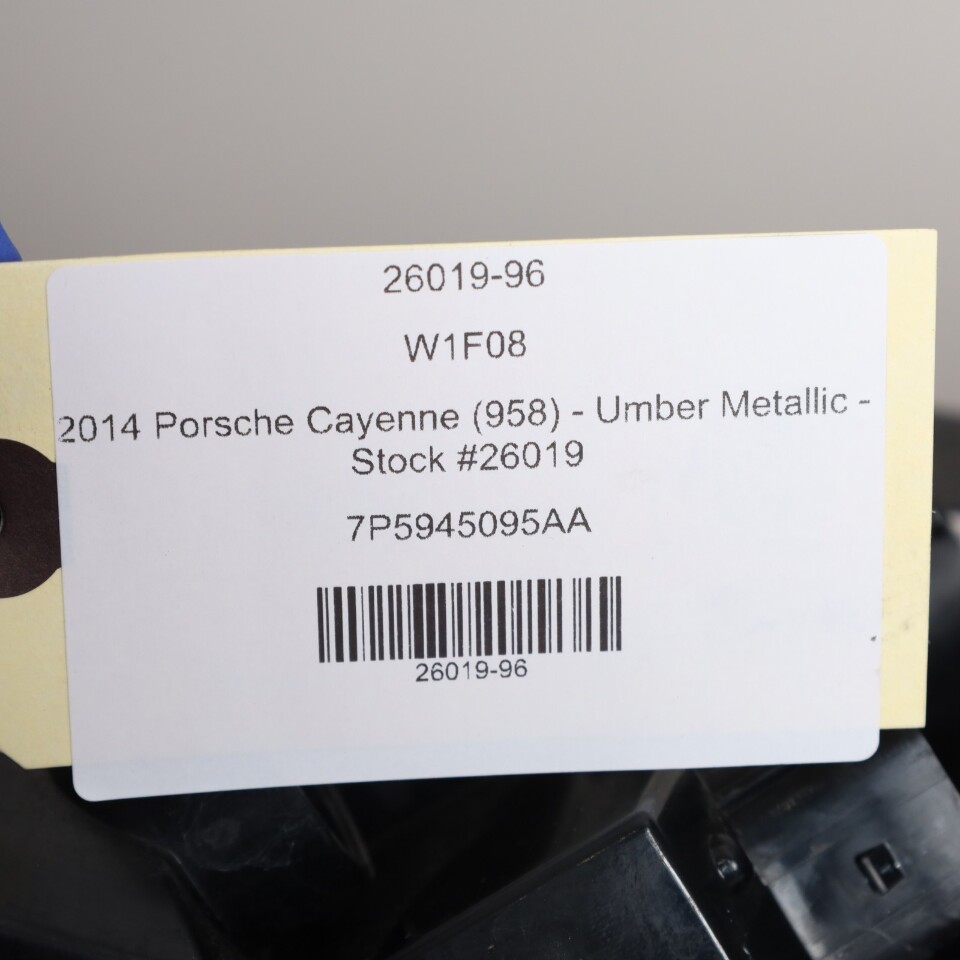 26019-96
W1F08
2014 Porsche Cayenne (958) - Umber Metallic -
Stock #26019
7P5945095AA
26019-96